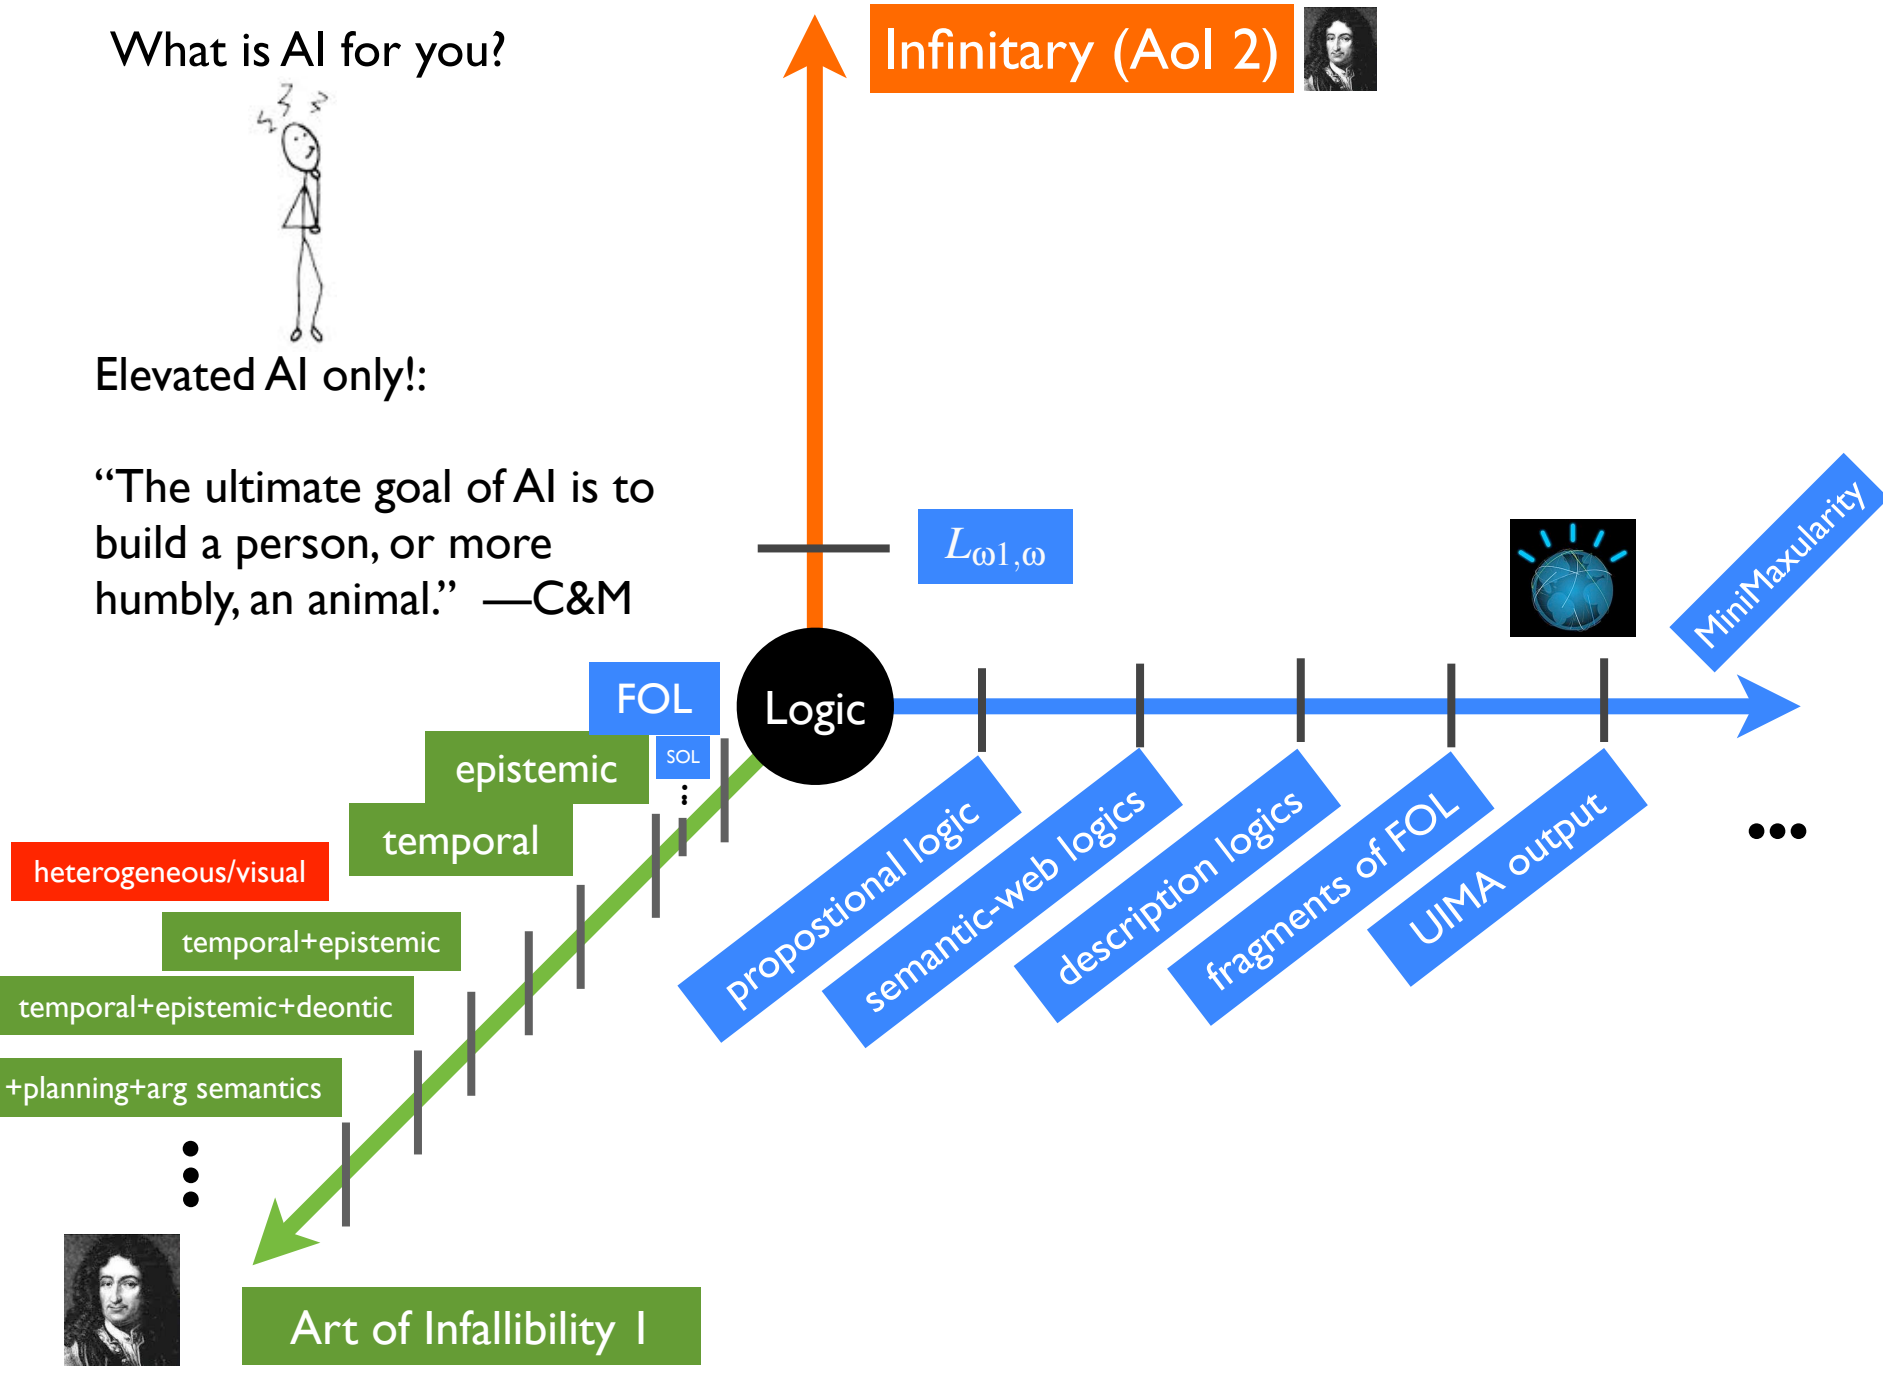 What is AI for you?
Infinitary (AoI 2)
Elevated AI only!:
“The ultimate goal of AI is to
build a person, or more
humbly, an animal.” —C&M
Lω1,ω
MiniMaxularity
Logic
FOL
SOL
epistemic
temporal
heterogeneous/visual
temporal+epistemic
temporal+epistemic+deontic
+planning+arg semantics
propostional logic
semantic-web logics
description logics
fragments of FOL
UIMA output
Art of Infallibility 1